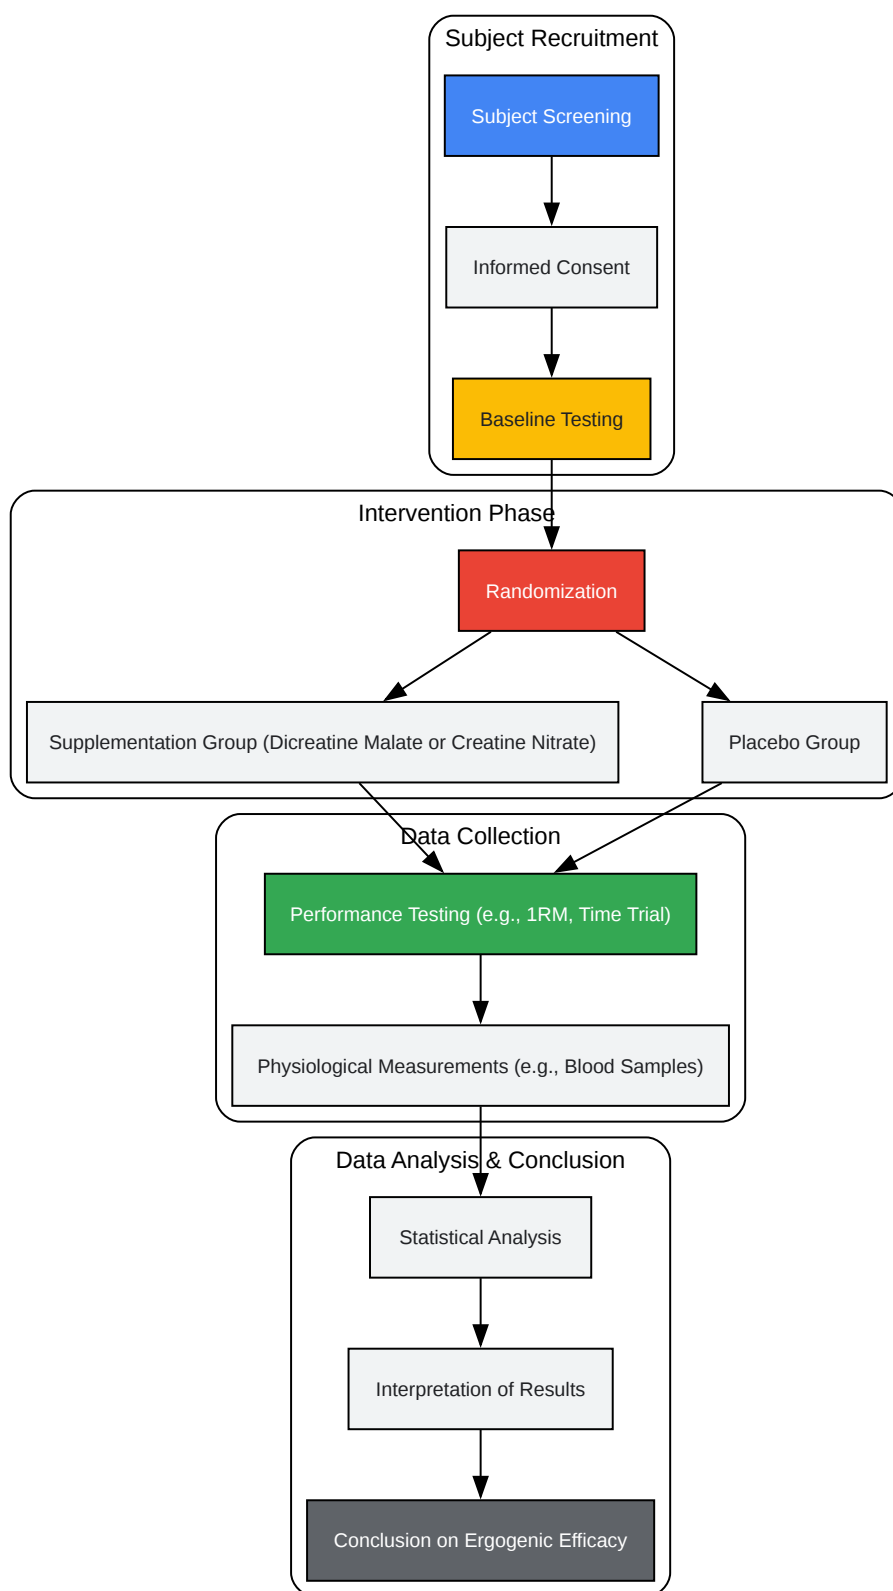 Subject Recruitment
Subject Screening
Informed Consent
Baseline Testing
Intervention Phase
Randomization
Supplementation Group (Dicreatine Malate or Creatine Nitrate)
Placebo Group
Data Collection
Performance Testing (e.g., 1RM, Time Trial)
Physiological Measurements (e.g., Blood Samples)
Data Analysis & Conclusion
Statistical Analysis
Interpretation of Results
Conclusion on Ergogenic Efficacy